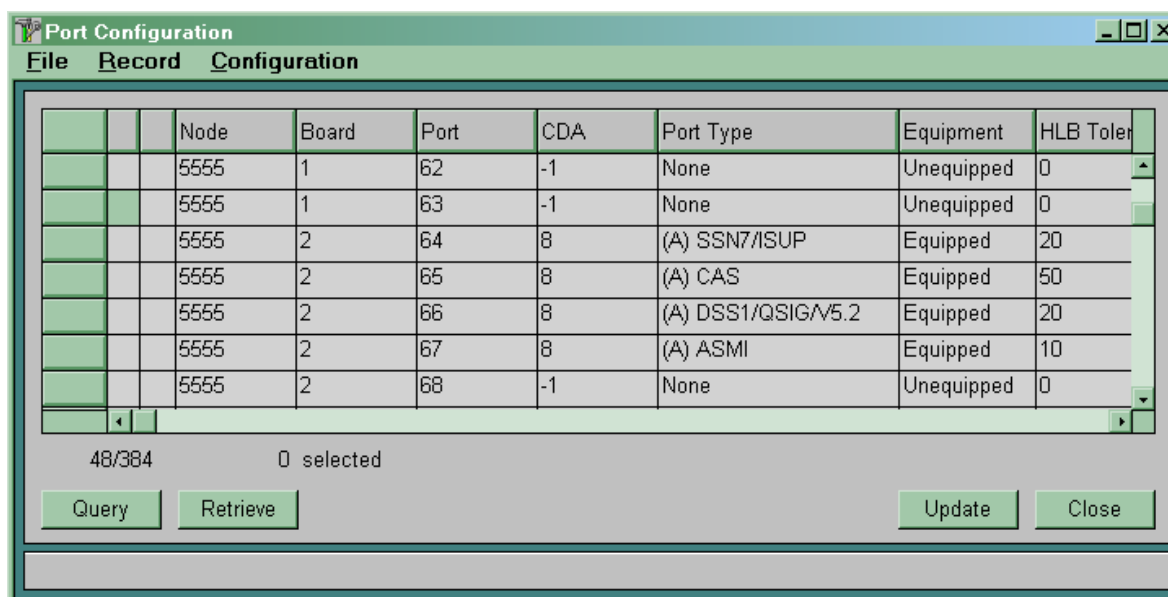 Port Configuration
File Record Configuration
Node Board Port CDA Port Type Equipment HLB Toler
5555 1 62 -1 None Unequipped 0
5555 1 63 -1 None Unequipped 0
5555 2 64 8 (A) SSN7/ISUP Equipped 20
5555 2 65 8 (A) CAS Equipped 50
5555 2 66 8 (A) DSS1/QSIG/V5.2 Equipped 20
5555 2 67 8 (A) ASMI Equipped 10
5555 2 68 -1 None Unequipped 0
48/384 0 selected
Query Retrieve Update Close